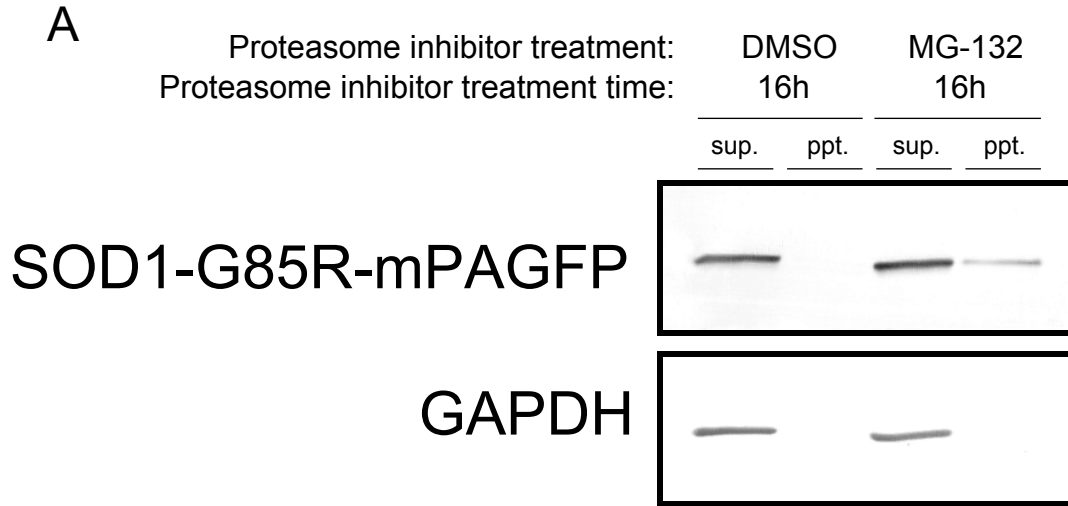 A
Proteasome inhibitor treatment: DMSO MG-132
Proteasome inhibitor treatment time: 16h 16h
sup. ppt. sup. ppt.
SOD1-G85R-mPAGFP
GAPDH